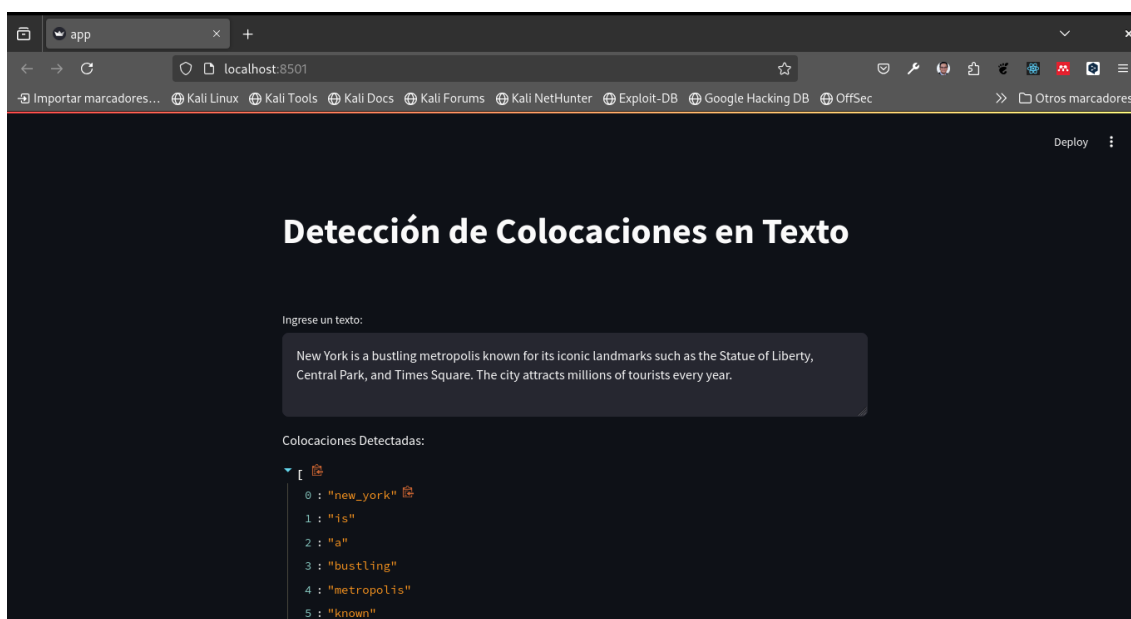 app
localhost:8501
Importar marcadores... Kali Linux Kali Tools Kali Docs Kali Forums Kali NetHunter Exploit-DB Google Hacking DB OffSec Otros marcadores
Deploy
Detección de Colocaciones en Texto
Ingrese un texto:
New York is a bustling metropolis known for its iconic landmarks such as the Statue of Liberty,
Central Park, and Times Square. The city attracts millions of tourists every year.
Colocaciones Detectadas:
[
0 : "new_york"
1 : "is"
2 : "a"
3 : "bustling"
4 : "metropolis"
5 : "known"